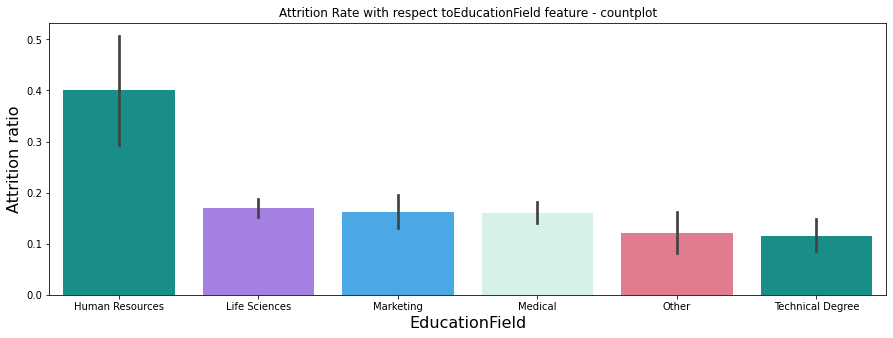 Attrition Rate with respect toEducationField feature - countplot
Attrition ratio
0.5
0.4
0.3
0.2
0.1
0.0
Human Resources
Life Sciences
Marketing
Medical
Other
Technical Degree
EducationField